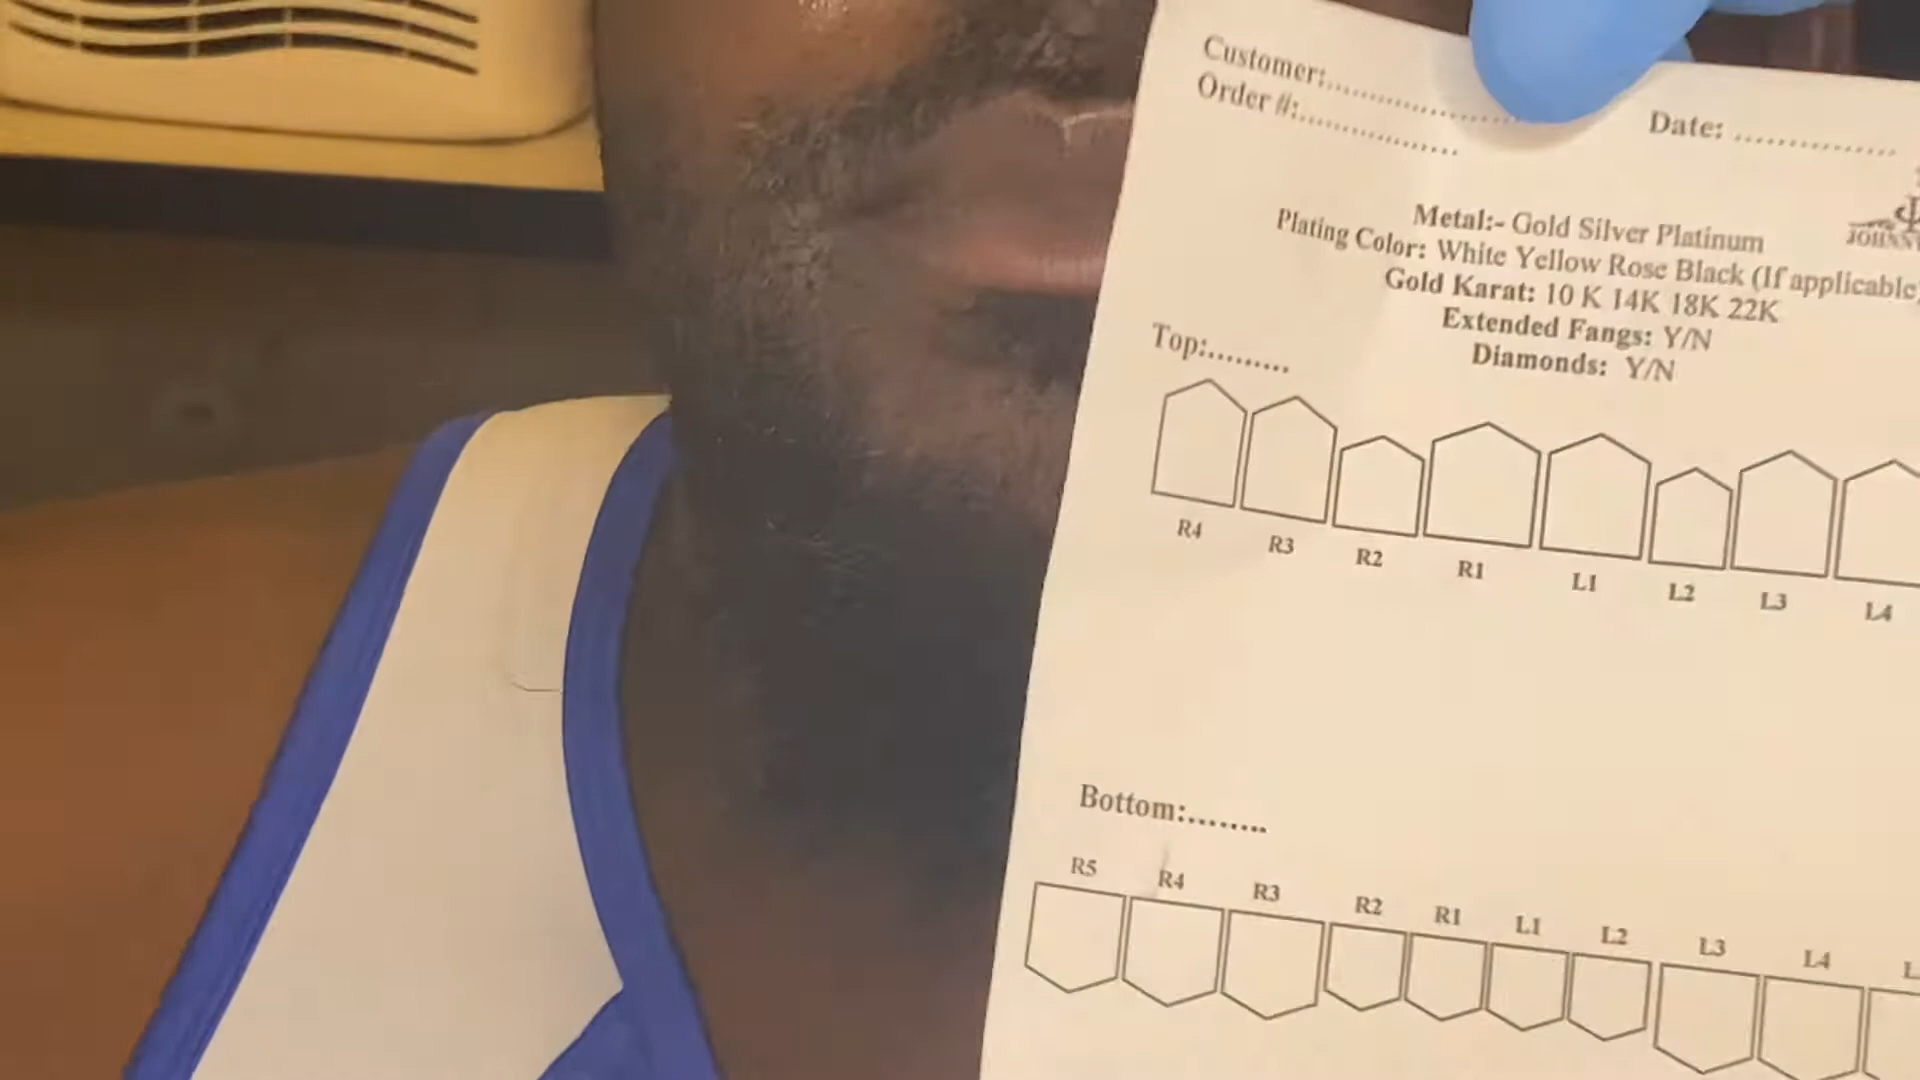 Customer:....................
Order #:..................
Date: ................
Metal:- Gold Silver Platinum
Plating Color: White Yellow Rose Black (If applicable
Gold Karat: 10 K 14K 18K 22K
Extended Fangs: Y/N
Diamonds: Y/N
Top:.........
R4 R3 R2 R1 L1 L2 L3 L4
Bottom:........
R5 R4 R3 R2 R1 L1 L2 L3 L4